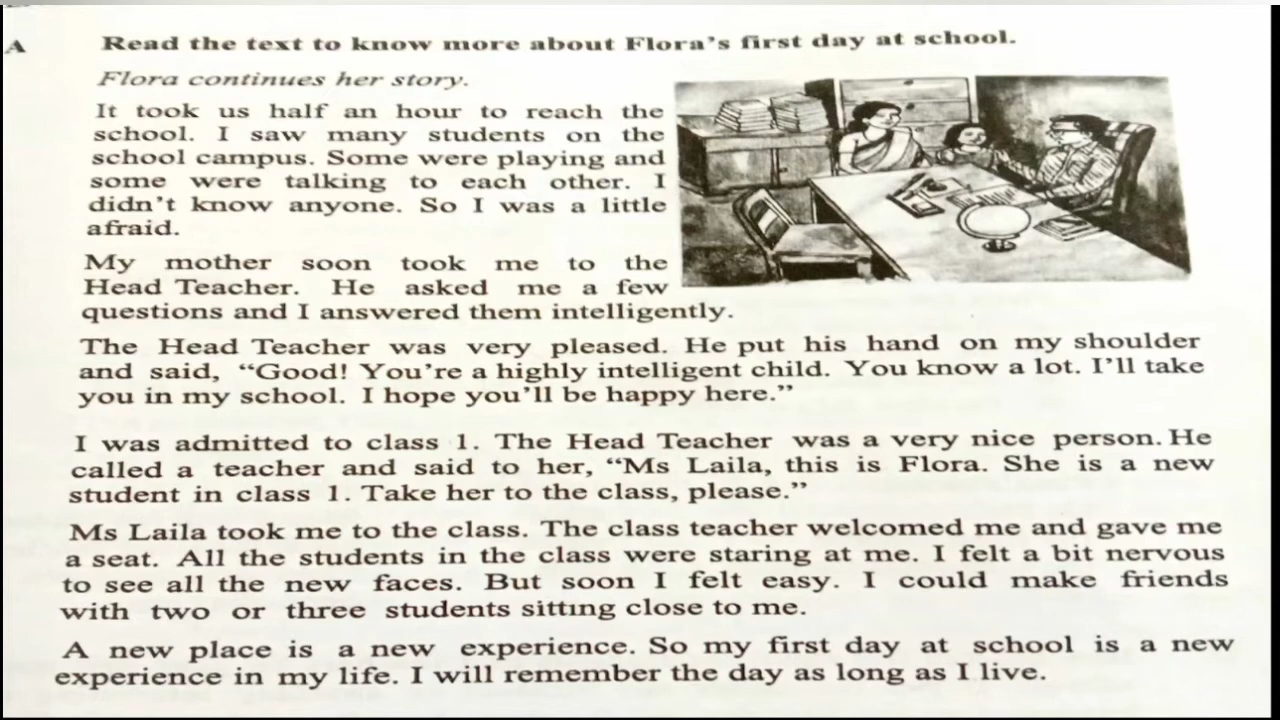 A Read the text to know more about Flora's first day at school.
Flora continues her story.
It took us half an hour to reach the
school. I saw many students on the
school campus. Some were playing and
some were talking to each other. I
didn't know anyone. So I was a little
afraid.
My mother soon took me to the
Head Teacher. He asked me a few
questions and I answered them intelligently.
The Head Teacher was very pleased. He put his hand on my shoulder
and said, "Good! You're a highly intelligent child. You know a lot. I'll take
you in my school. I hope you'll be happy here."
I was admitted to class 1. The Head Teacher was a very nice person. He
called a teacher and said to her, "Ms Laila, this is Flora. She is a new
student in class 1. Take her to the class, please."
Ms Laila took me to the class. The class teacher welcomed me and gave me
a seat. All the students in the class were staring at me. I felt a bit nervous
to see all the new faces. But soon I felt easy. I could make friends
with two or three students sitting close to me.
A new place is a new experience. So my first day at school is a new
experience in my life. I will remember the day as long as I live.